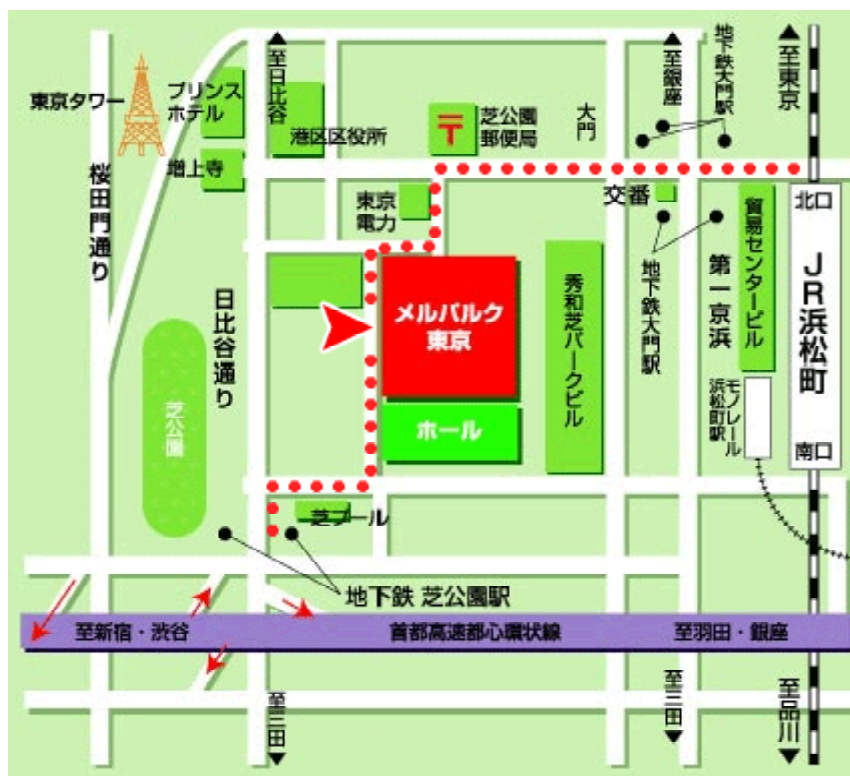 至日比谷
至銀座
地下鉄大門駅
至東京
東京タワー
プリンス
ホテル
港区区役所
〒
芝公園
郵便局
大門
増上寺
桜田門通り
東京
電力
交番
北口
貿易センタービル
地下鉄大門駅
第一京浜
JR浜松町
日比谷通り
メルパルク
東京
秀和芝パークビル
モノレール
浜松町駅
芝公園
ホール
南口
芝プール
地下鉄 芝公園駅
至新宿・渋谷
首都高速都心環状線
至羽田・銀座
至三田
至三田
至品川